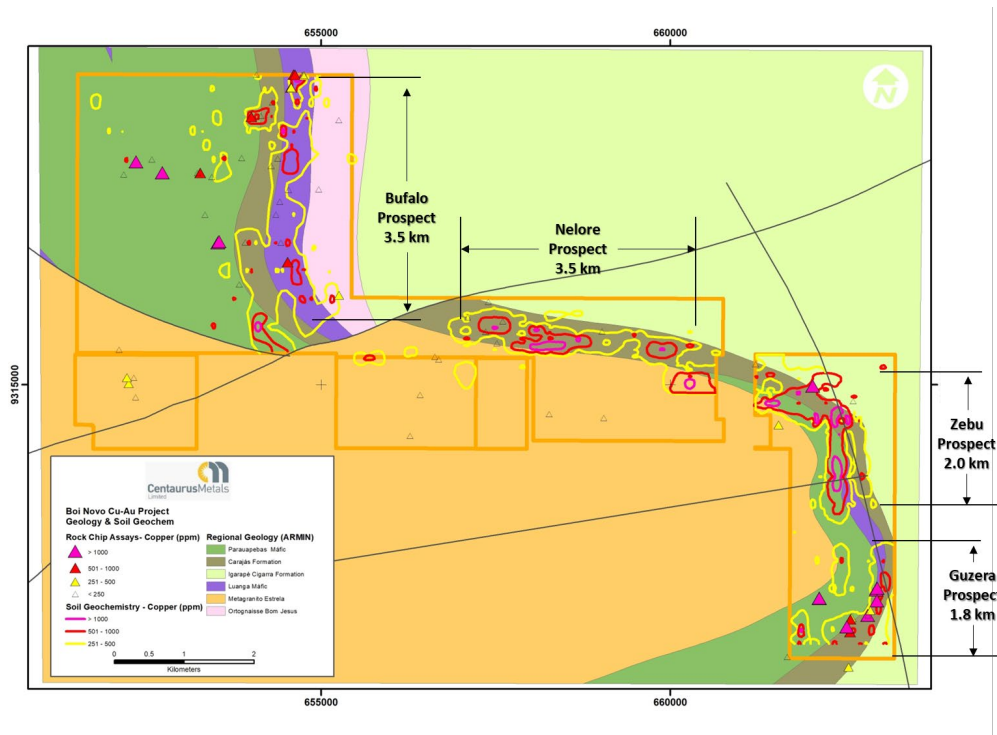 655000
660000
N
Bufalo
Prospect
3.5 km
Nelore
Prospect
3.5 km
9315000
9315000
Zebu
Prospect
2.0 km
Guzera
Prospect
1.8 km
CentaurusMetals
Limited
Boi Novo Cu-Au Project
Geology & Soil Geochem
Rock Chip Assays- Copper (ppm)
> 1000
501 - 1000
251 - 500
< 250
Soil Geochemistry - Copper (ppm)
> 1000
501 - 1000
251 - 500
Regional Geology (ARMIN)
Parauapebas Máfic
Carajás Formation
Igarapé Cigarra Formation
Luanga Máfic
Metagranito Estrela
Ortognaisse Bom Jesus
0 0.5 1 2
Kilometers
655000
660000